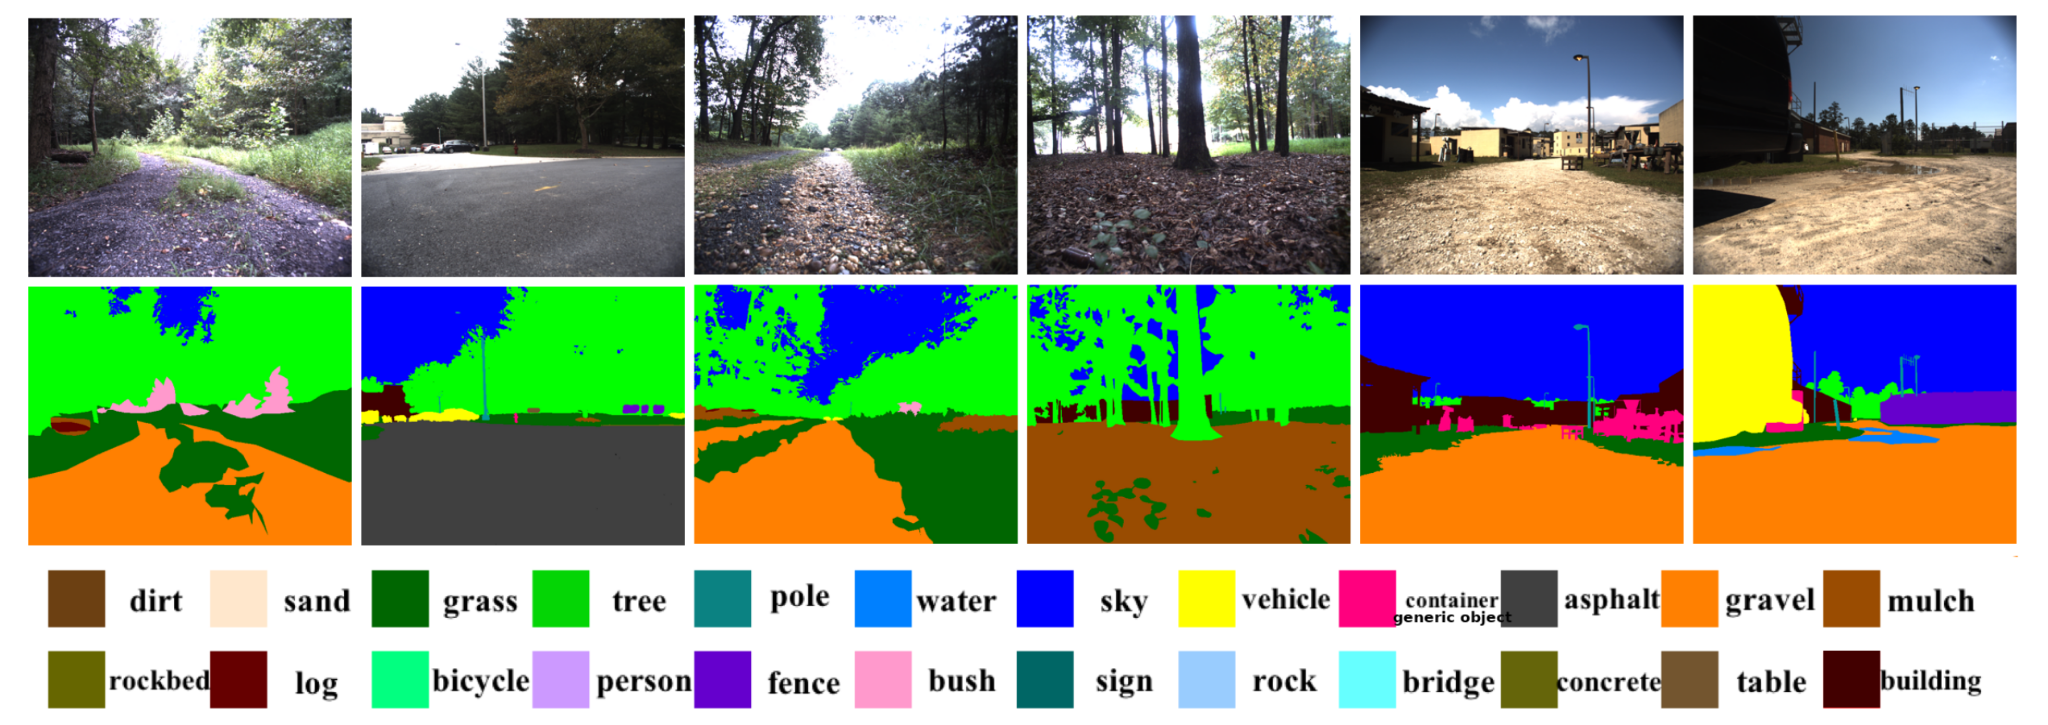 dirt sand grass tree pole water sky vehicle container asphalt gravel mulch
generic object
rockbed log bicycle person fence bush sign rock bridge concrete table building